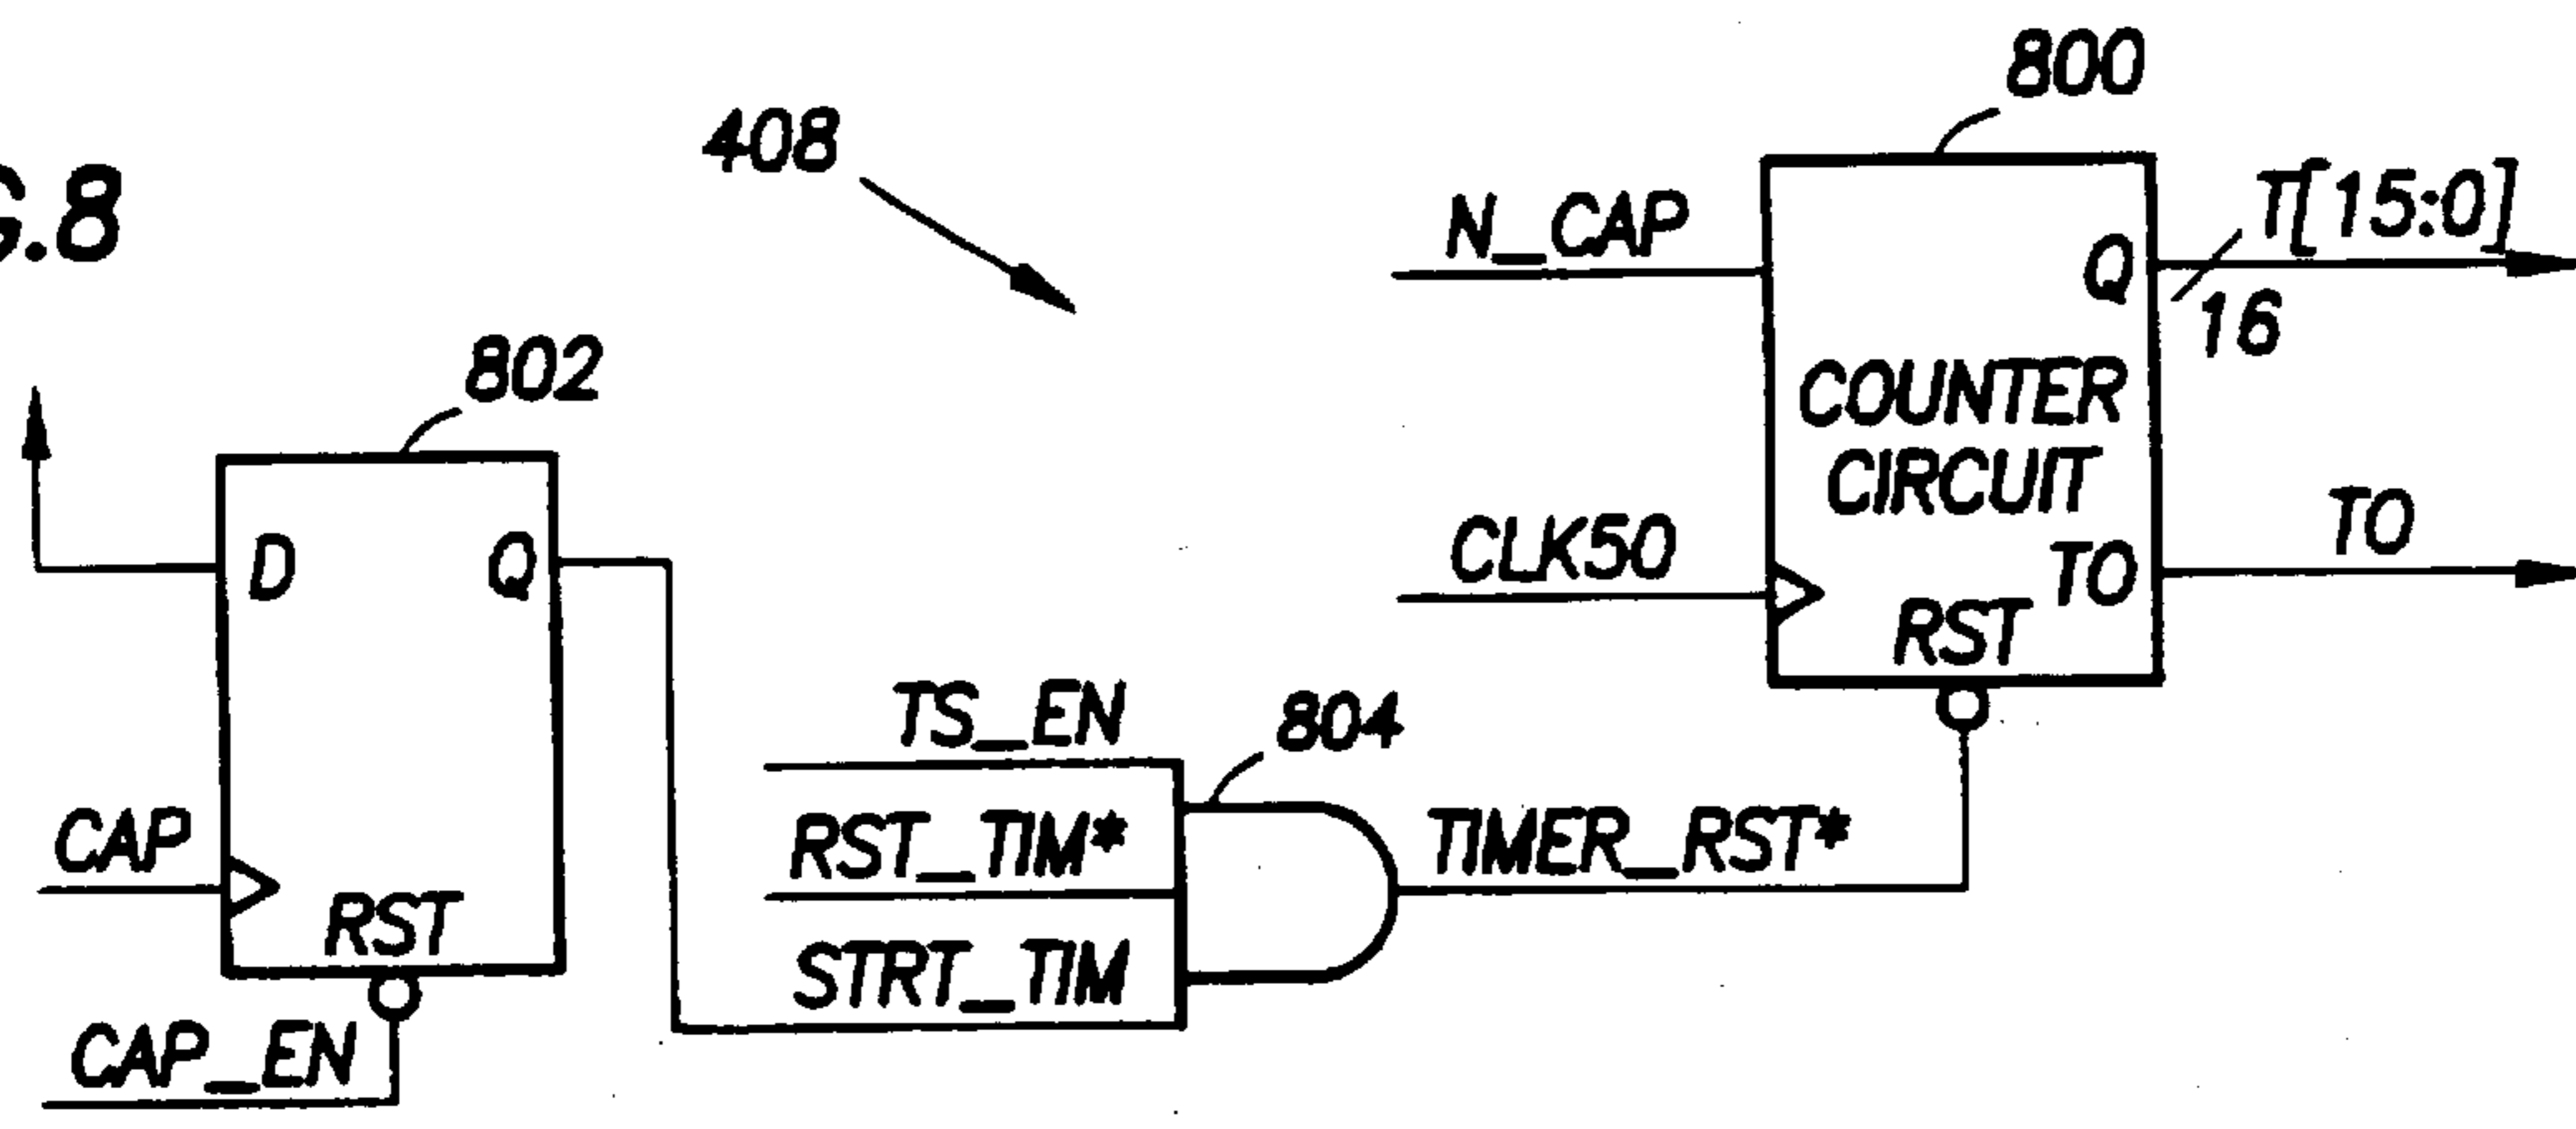 G.8
408
800
N_CAP
Q
T[15:0]
16
802
COUNTER
CIRCUIT
D
Q
CLK50
TO
TO
RST
TS_EN
804
CAP
RST_TIM*
TIMER_RST*
RST
STRT_TIM
CAP_EN